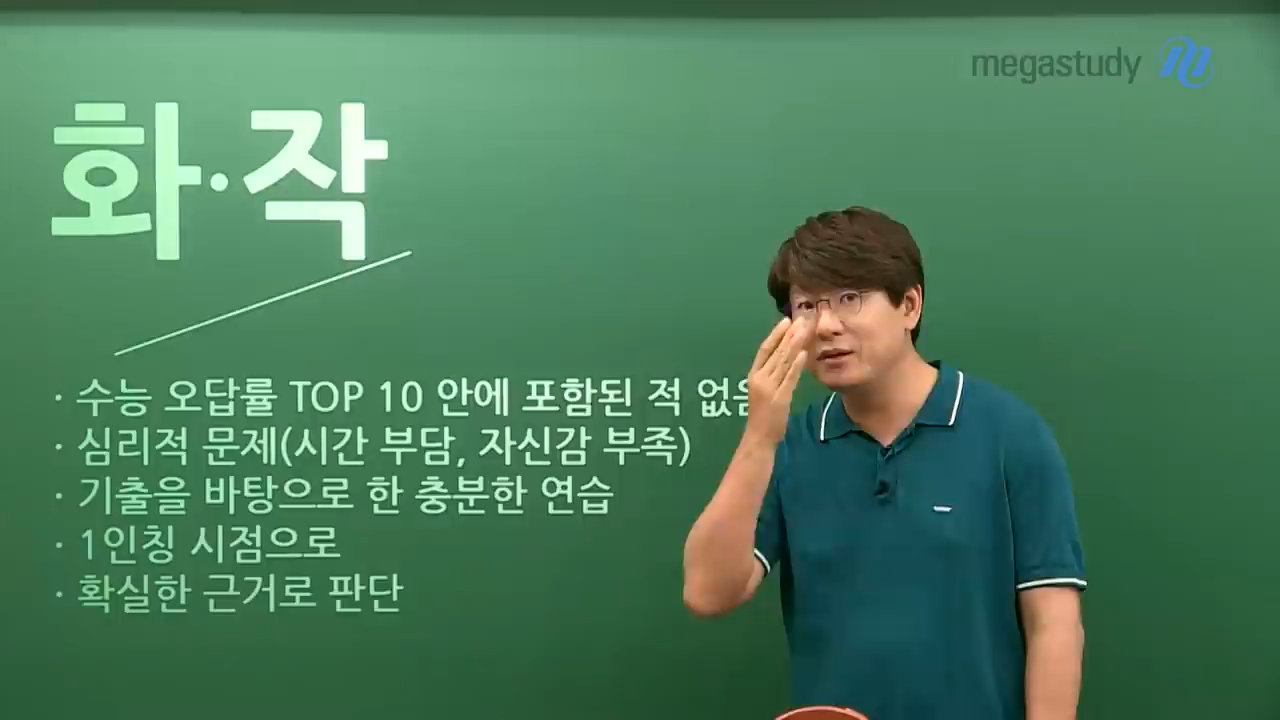 megastudy
화·작
· 수능 오답률 TOP 10 안에 포함된 적 없음
· 심리적 문제(시간 부담, 자신감 부족)
· 기출을 바탕으로 한 충분한 연습
· 1인칭 시점으로
· 확실한 근거로 판단